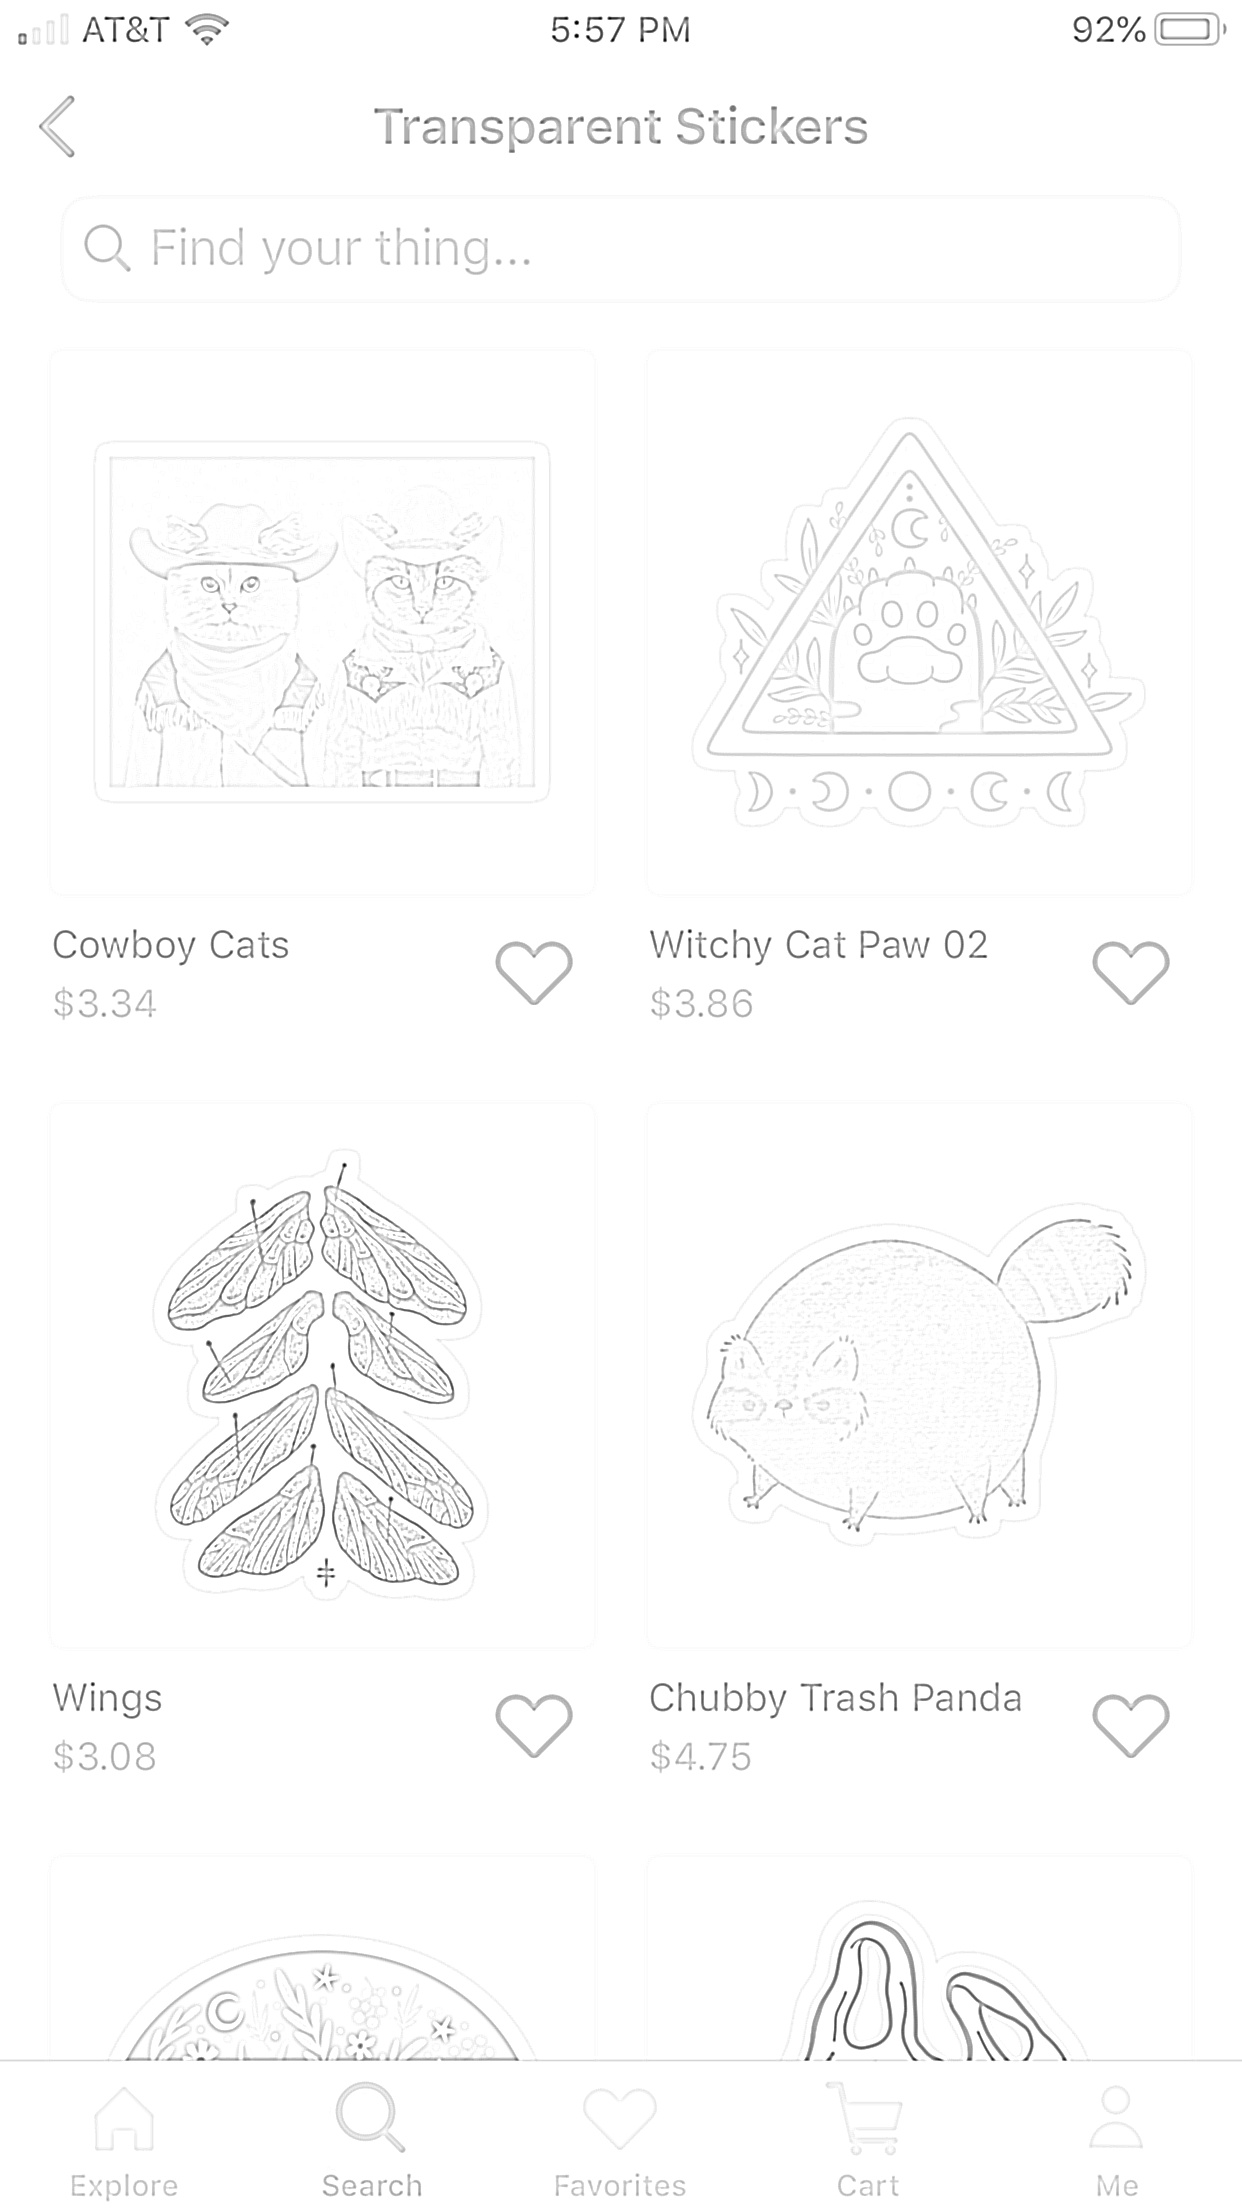 AT&T 5:57 PM 92%
Transparent Stickers
Find your thing...
Cowboy Cats
$3.34
Witchy Cat Paw 02
$3.86
Wings
$3.08
Chubby Trash Panda
$4.75
Explore Search Favorites Cart Me